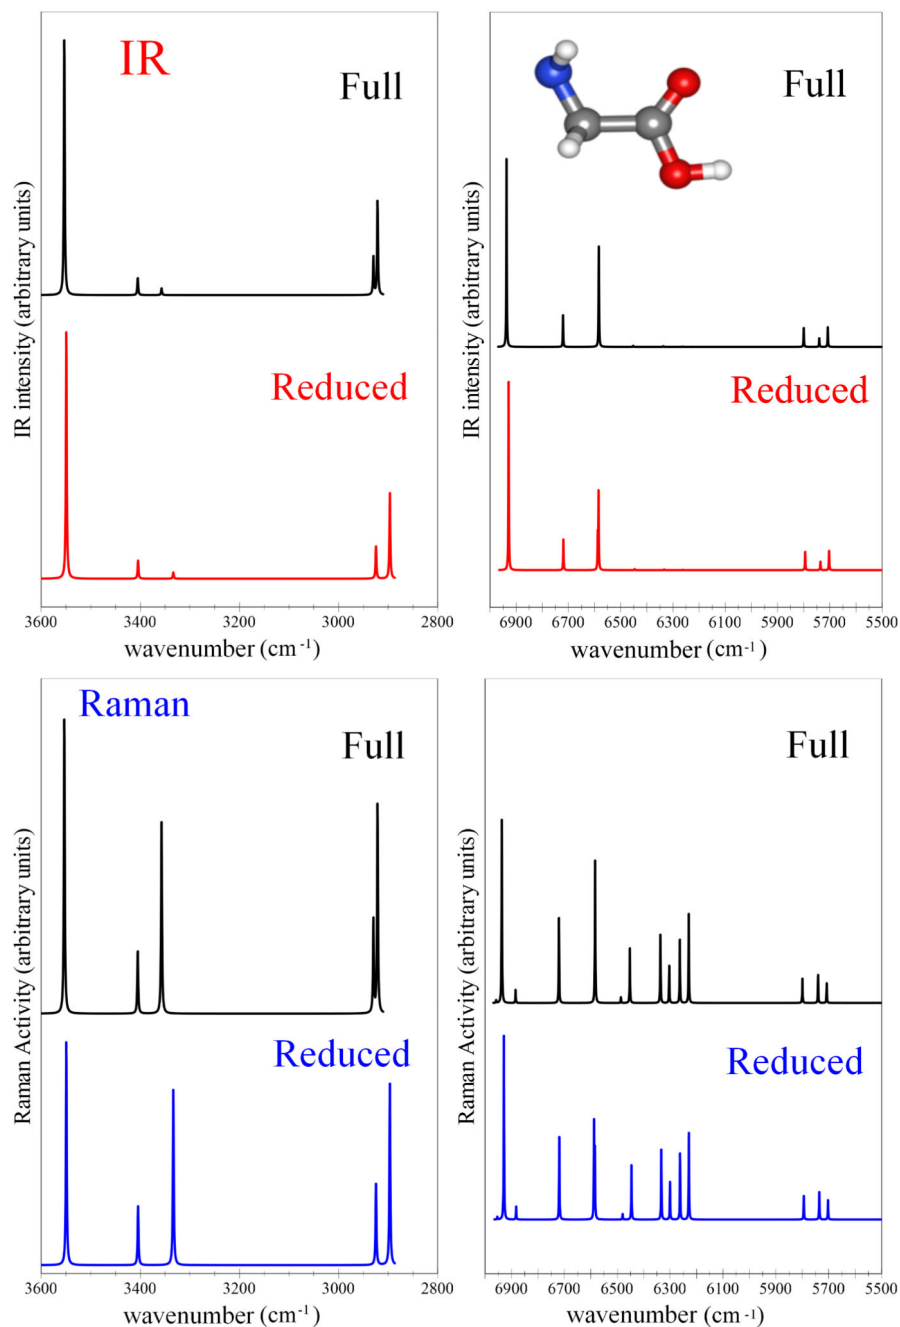 IR
Full
Reduced
IR intensity (arbitrary units)
3600 3400 3200 3000 2800
wavenumber (cm-1)
Full
Reduced
IR intensity (arbitrary units)
6900 6700 6500 6300 6100 5900 5700 5500
wavenumber (cm-1)
Raman
Full
Reduced
Raman Activity (arbitrary units)
3600 3400 3200 3000 2800
wavenumber (cm-1)
Full
Reduced
Raman Activity (arbitrary units)
6900 6700 6500 6300 6100 5900 5700 5500
wavenumber (cm-1)